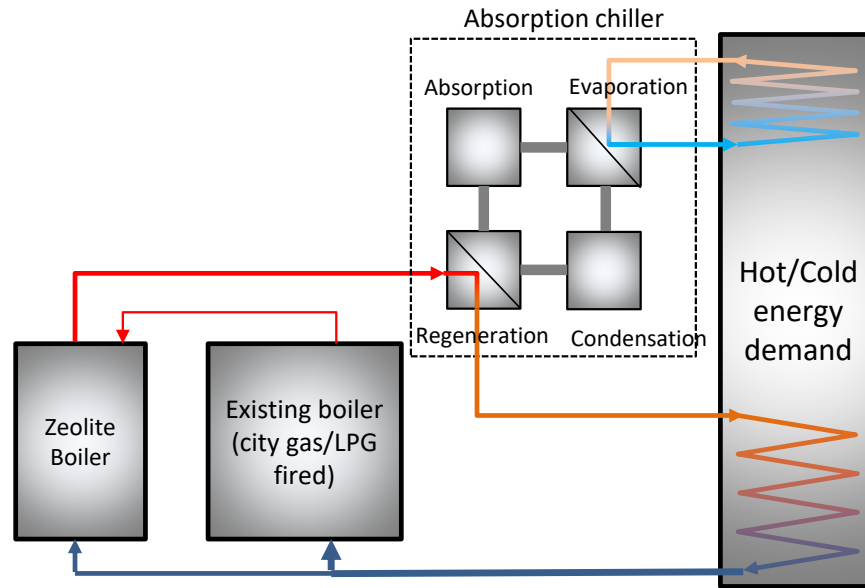 Absorption chiller
Absorption
Evaporation
Regeneration
Condensation
Hot/Cold
energy
demand
Zeolite
Boiler
Existing boiler
(city gas/LPG
fired)